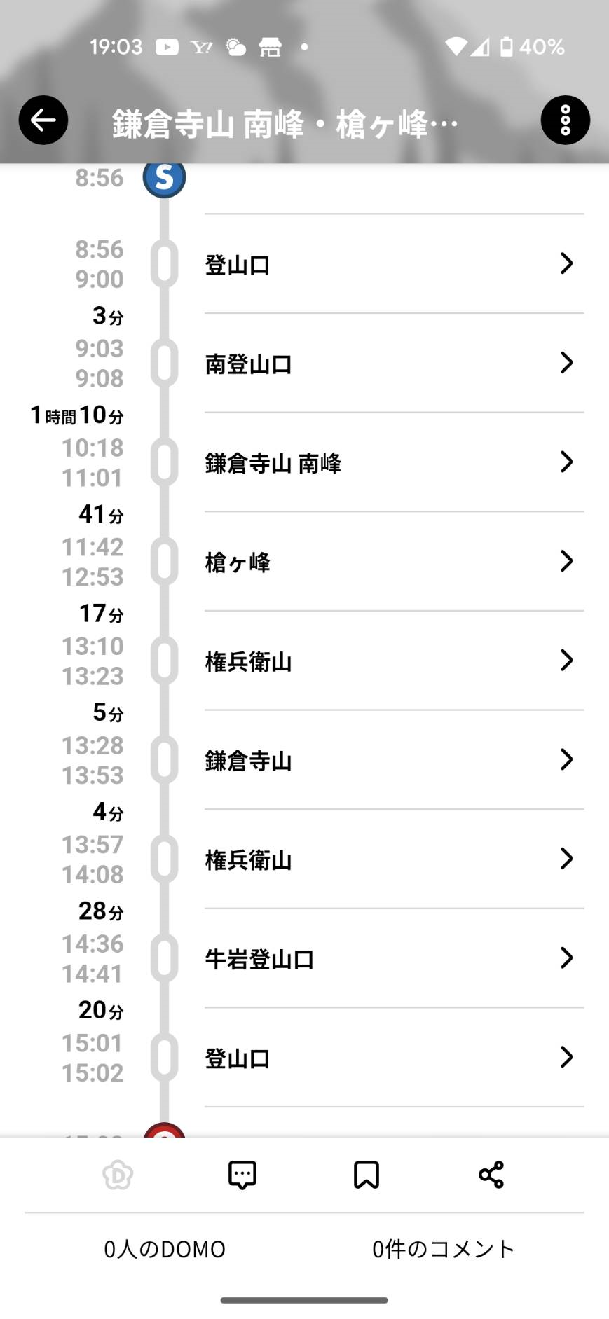 19:03
40%
鎌倉寺山 南峰・槍ヶ峰…
8:56
S
8:56
9:00
登山口
3分
9:03
9:08
南登山口
1時間10分
10:18
11:01
鎌倉寺山 南峰
41分
11:42
12:53
槍ヶ峰
17分
13:10
13:23
権兵衛山
5分
13:28
13:53
鎌倉寺山
4分
13:57
14:08
権兵衛山
28分
14:36
14:41
牛岩登山口
20分
15:01
15:02
登山口
D
0人のDOMO
0件のコメント